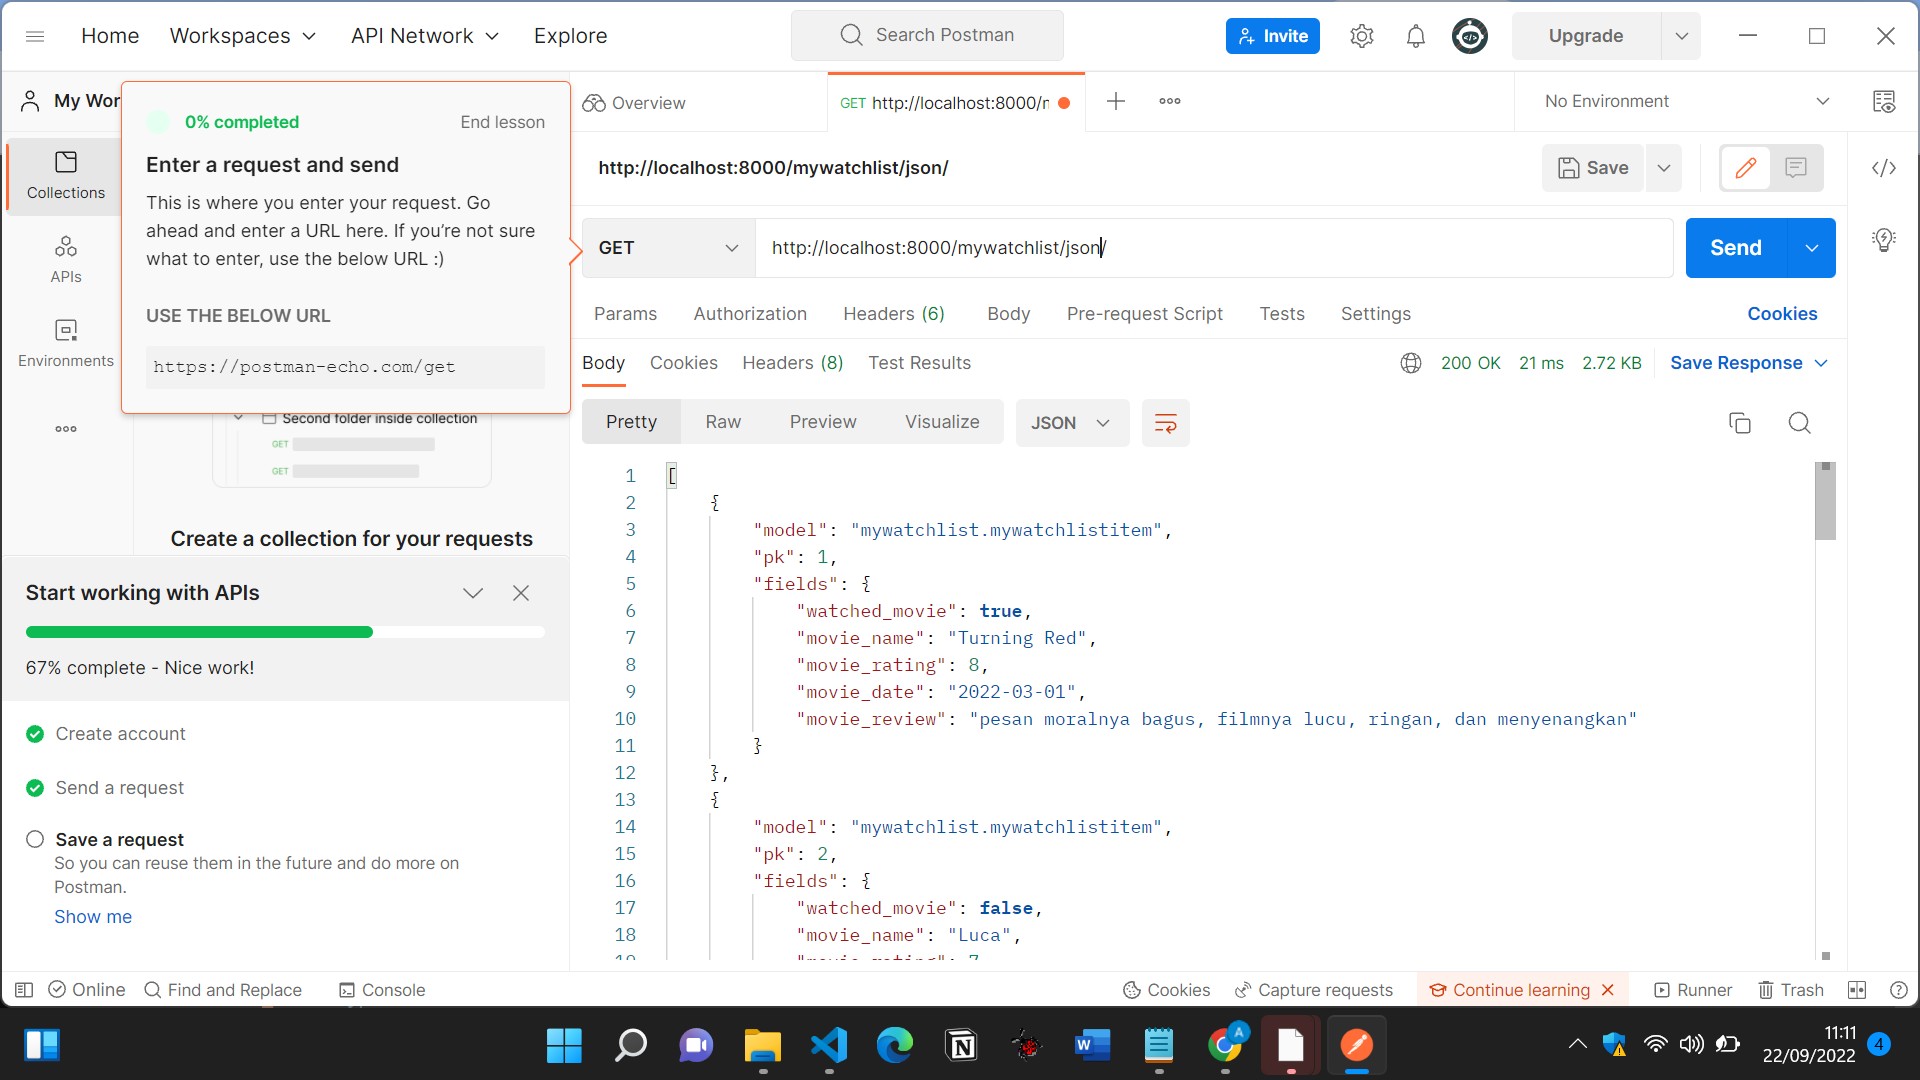 Home Workspaces API Network Explore Search Postman Invite Upgrade
My Wor
0% completed End lesson
Enter a request and send
This is where you enter your request. Go
ahead and enter a URL here. If you’re not sure
what to enter, use the below URL :)
USE THE BELOW URL
https://postman-echo.com/get
Collections
APIs
Environments
Second folder inside collection
GET
GET
Create a collection for your requests
Start working with APIs
67% complete - Nice work!
Create account
Send a request
Save a request
So you can reuse them in the future and do more on
Postman.
Show me
Overview GET http://localhost:8000/r No Environment
http://localhost:8000/mywatchlist/json/ Save
GET http://localhost:8000/mywatchlist/json/ Send
Params Authorization Headers (6) Body Pre-request Script Tests Settings Cookies
Body Cookies Headers (8) Test Results 200 OK 21 ms 2.72 KB Save Response
Pretty Raw Preview Visualize JSON
1 [
2 {
3 "model": "mywatchlist.mywatchlistitem",
4 "pk": 1,
5 "fields": {
6 "watched_movie": true,
7 "movie_name": "Turning Red",
8 "movie_rating": 8,
9 "movie_date": "2022-03-01",
10 "movie_review": "pesan moralnya bagus, filmnya lucu, ringan, dan menyenangkan"
11 }
12 },
13 {
14 "model": "mywatchlist.mywatchlistitem",
15 "pk": 2,
16 "fields": {
17 "watched_movie": false,
18 "movie_name": "Luca",
Online Find and Replace Console Cookies Capture requests Continue learning Runner Trash
A N W
11:11
22/09/2022 4